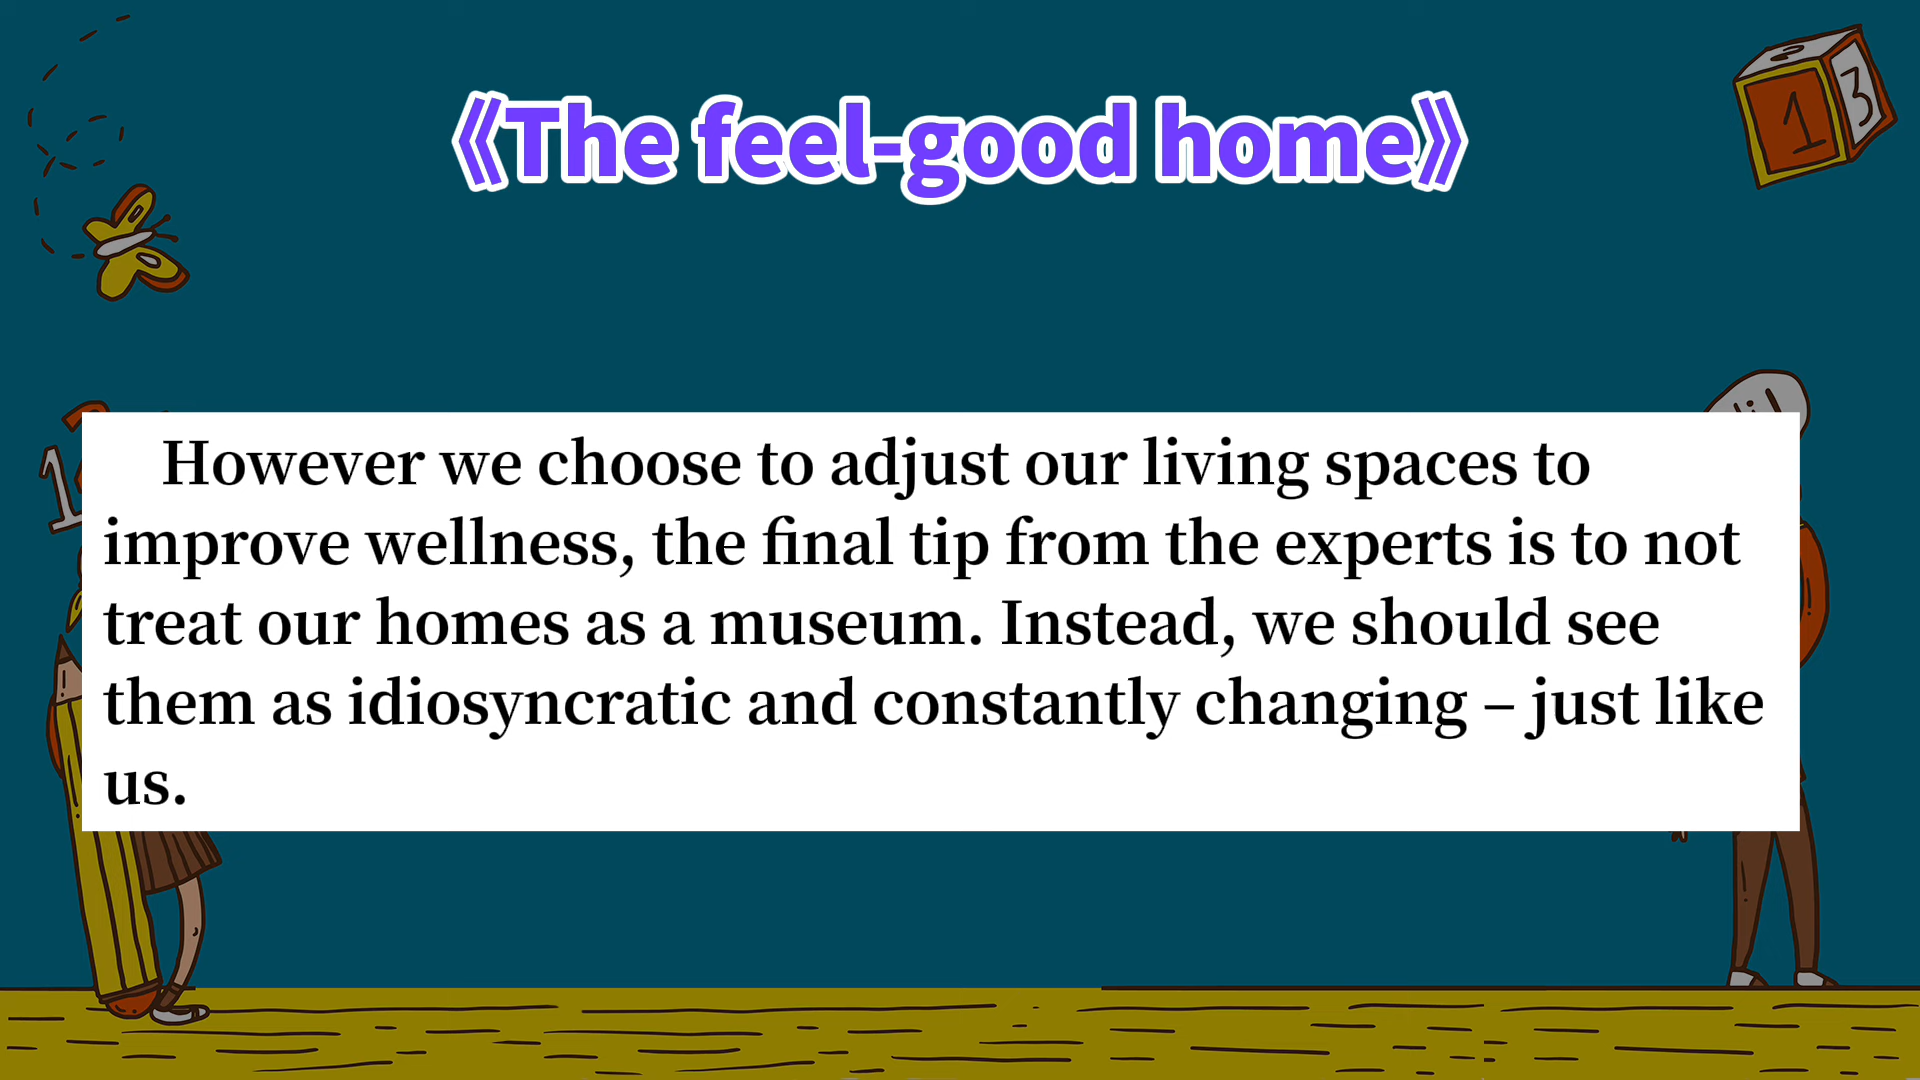 《The feel-good home》
1 3
However we choose to adjust our living spaces to
improve wellness, the final tip from the experts is to not
treat our homes as a museum. Instead, we should see
them as idiosyncratic and constantly changing – just like
us.